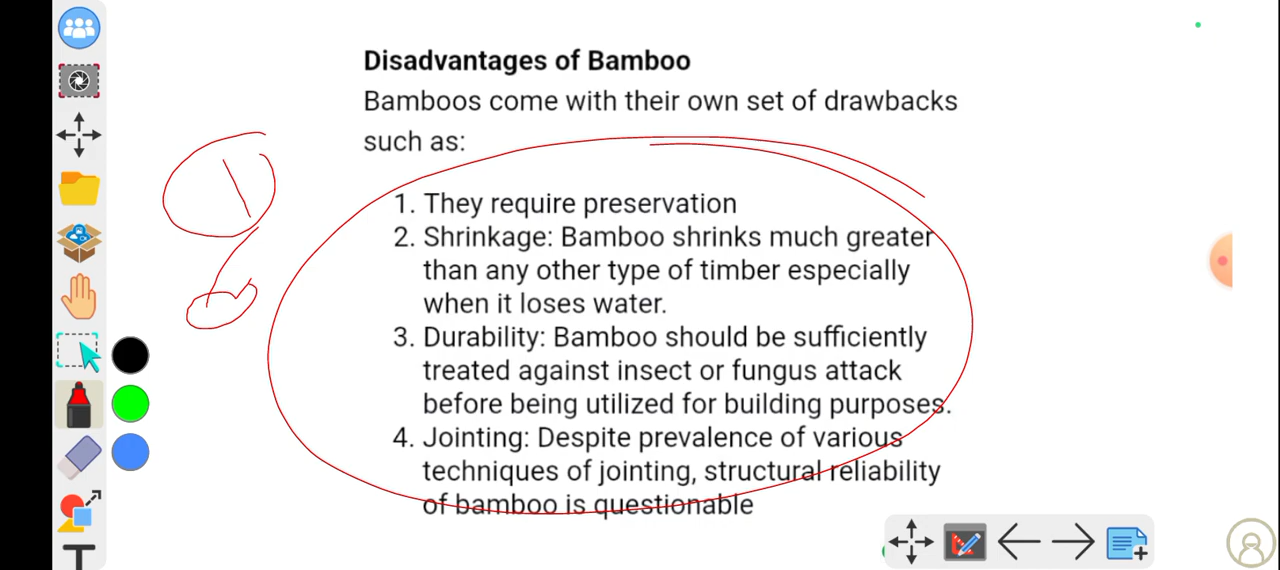 Disadvantages of Bamboo
Bamboos come with their own set of drawbacks
such as:
1. They require preservation
2. Shrinkage: Bamboo shrinks much greater
than any other type of timber especially
when it loses water.
3. Durability: Bamboo should be sufficiently
treated against insect or fungus attack
before being utilized for building purposes.
4. Jointing: Despite prevalence of various
techniques of jointing, structural reliability
of bamboo is questionable